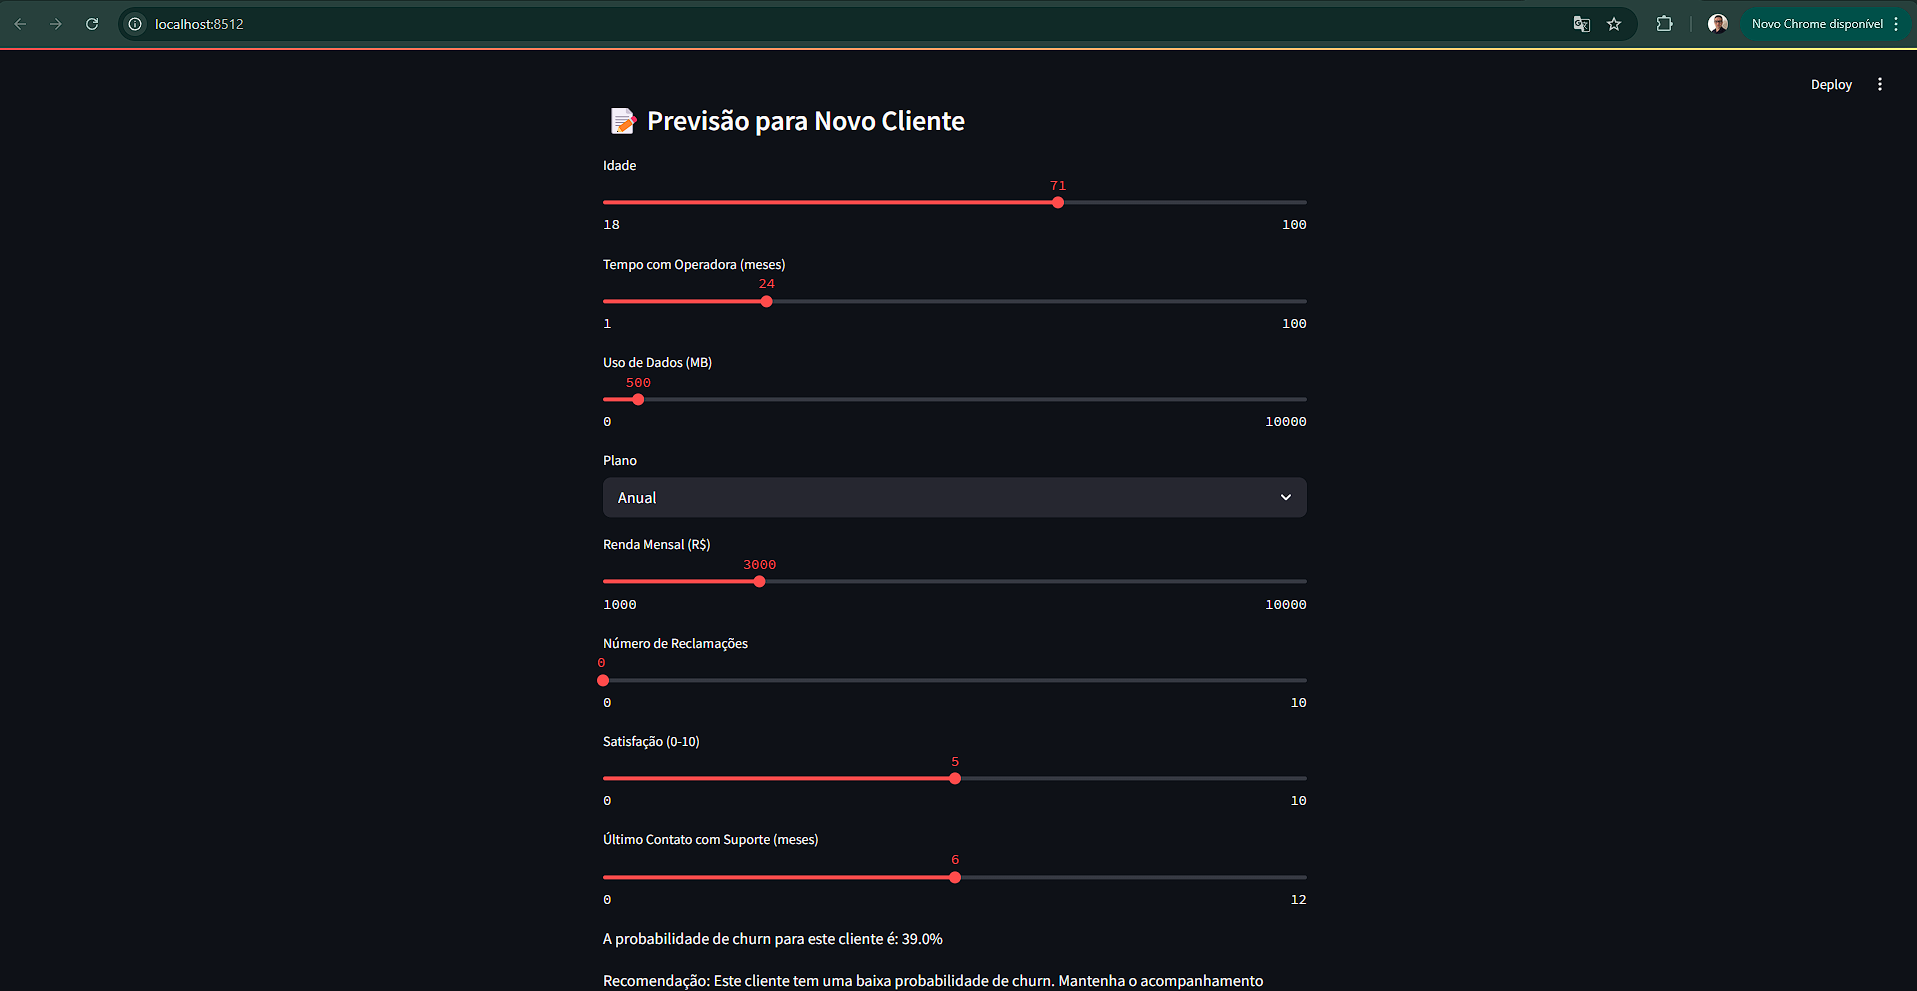 localhost:8512
Novo Chrome disponível
Deploy
Previsão para Novo Cliente
Idade
71
18 100
Tempo com Operadora (meses)
24
1 100
Uso de Dados (MB)
500
0 10000
Plano
Anual
Renda Mensal (R$)
3000
1000 10000
Número de Reclamações
0
0 10
Satisfação (0-10)
5
0 10
Último Contato com Suporte (meses)
6
0 12
A probabilidade de churn para este cliente é: 39.0%
Recomendação: Este cliente tem uma baixa probabilidade de churn. Mantenha o acompanhamento